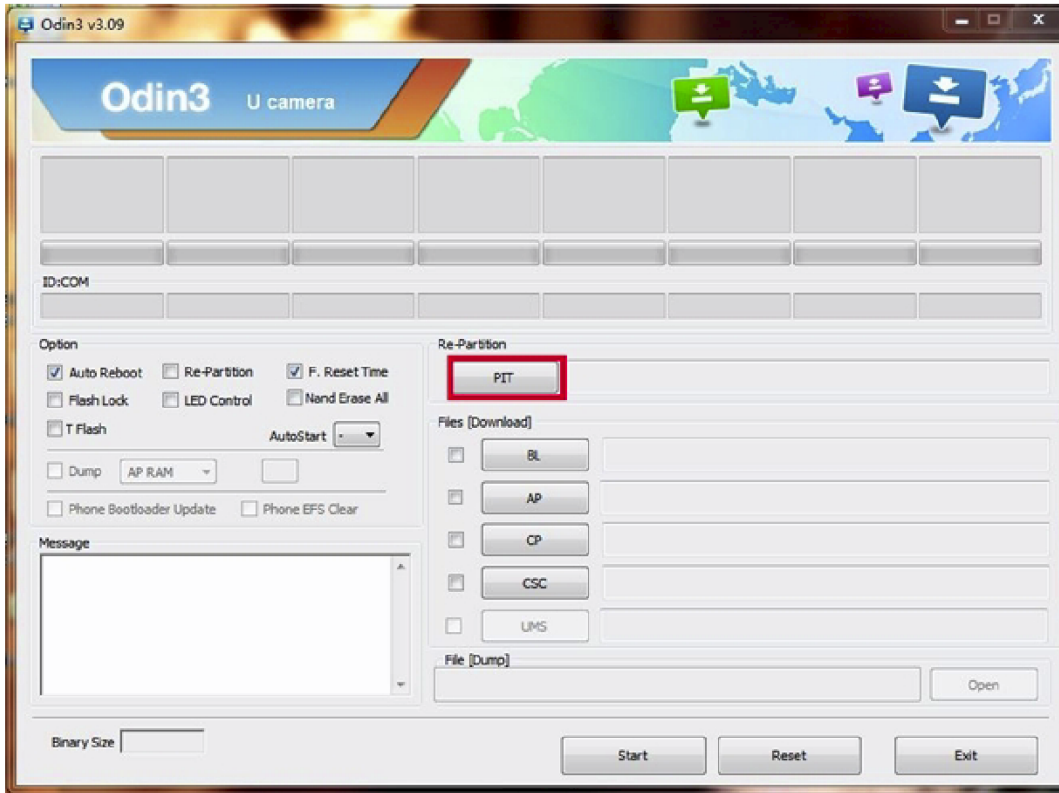 Odin3 v3.09
Odin3 U camera
ID:COM
Option
Auto Reboot Re-Partition F. Reset Time
Flash Lock LED Control Nand Erase All
T Flash AutoStart -
Dump AP RAM
Phone Bootloader Update Phone EFS Clear
Message
Re-Partition
PIT
Files [Download]
BL
AP
CP
CSC
UMS
File [Dump]
Open
Binary Size
Start Reset Exit